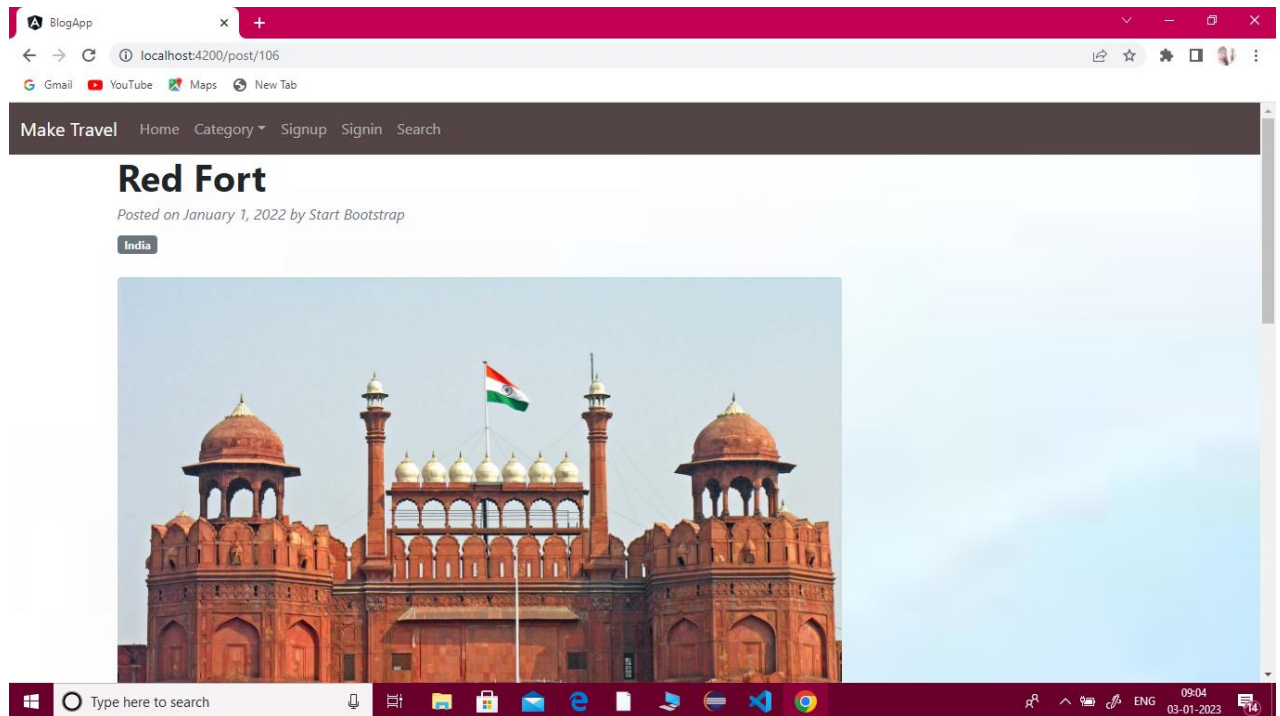 BlogApp
localhost:4200/post/106
Gmail YouTube Maps New Tab
Make Travel Home Category Signup Signin Search
Red Fort
Posted on January 1, 2022 by Start Bootstrap
India
Type here to search
ENG
09:04
03-01-2023
14